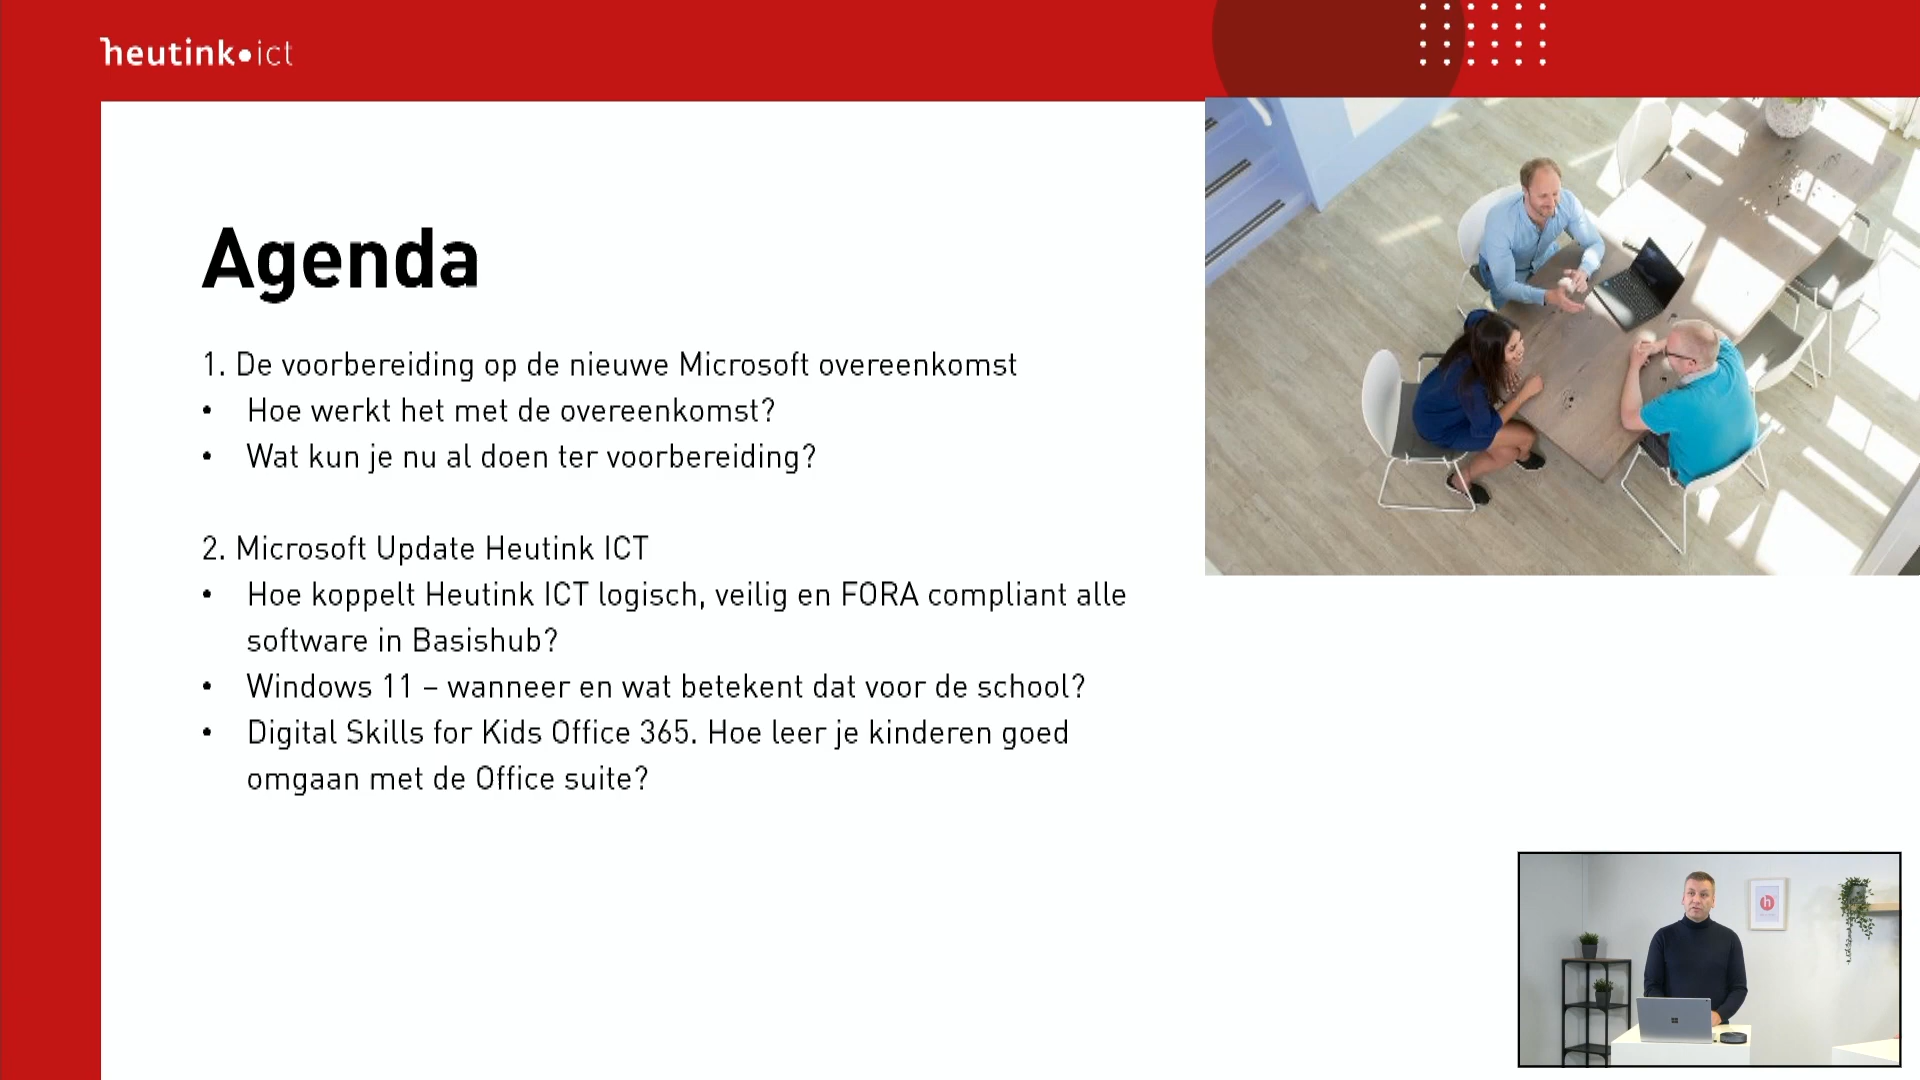 heutink•ict
Agenda
1. De voorbereiding op de nieuwe Microsoft overeenkomst
• Hoe werkt het met de overeenkomst?
• Wat kun je nu al doen ter voorbereiding?
2. Microsoft Update Heutink ICT
• Hoe koppelt Heutink ICT logisch, veilig en FORA compliant alle
software in Basishub?
• Windows 11 – wanneer en wat betekent dat voor de school?
• Digital Skills for Kids Office 365. Hoe leer je kinderen goed
omgaan met de Office suite?
h